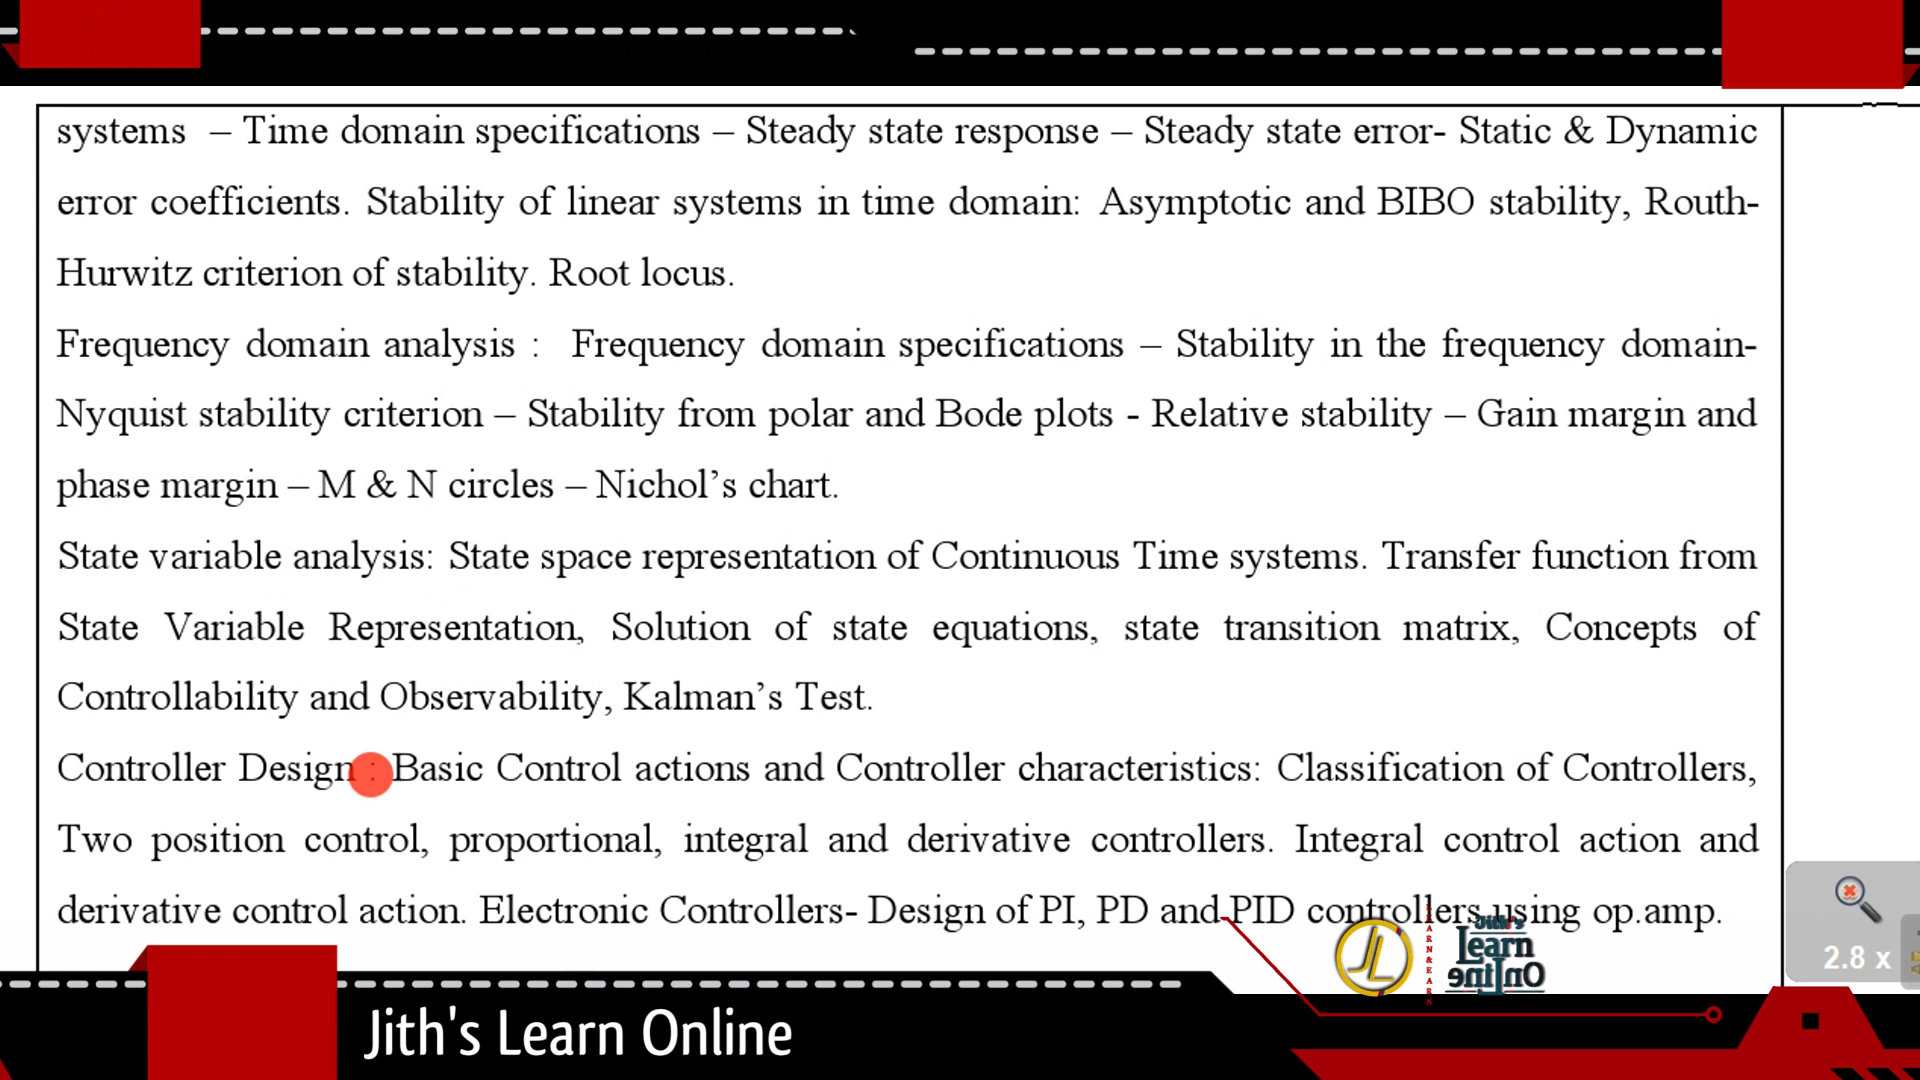 systems – Time domain specifications – Steady state response – Steady state error- Static & Dynamic
error coefficients. Stability of linear systems in time domain: Asymptotic and BIBO stability, Routh-
Hurwitz criterion of stability. Root locus.
Frequency domain analysis : Frequency domain specifications – Stability in the frequency domain-
Nyquist stability criterion – Stability from polar and Bode plots - Relative stability – Gain margin and
phase margin – M & N circles – Nichol’s chart.
State variable analysis: State space representation of Continuous Time systems. Transfer function from
State Variable Representation, Solution of state equations, state transition matrix, Concepts of
Controllability and Observability, Kalman’s Test.
Controller Design : Basic Control actions and Controller characteristics: Classification of Controllers,
Two position control, proportional, integral and derivative controllers. Integral control action and
derivative control action. Electronic Controllers- Design of PI, PD and PID controllers using op.amp.
JL
LEARN&EARN
Jith's
Learn
OnlinE
2.8 x
Jith's Learn Online